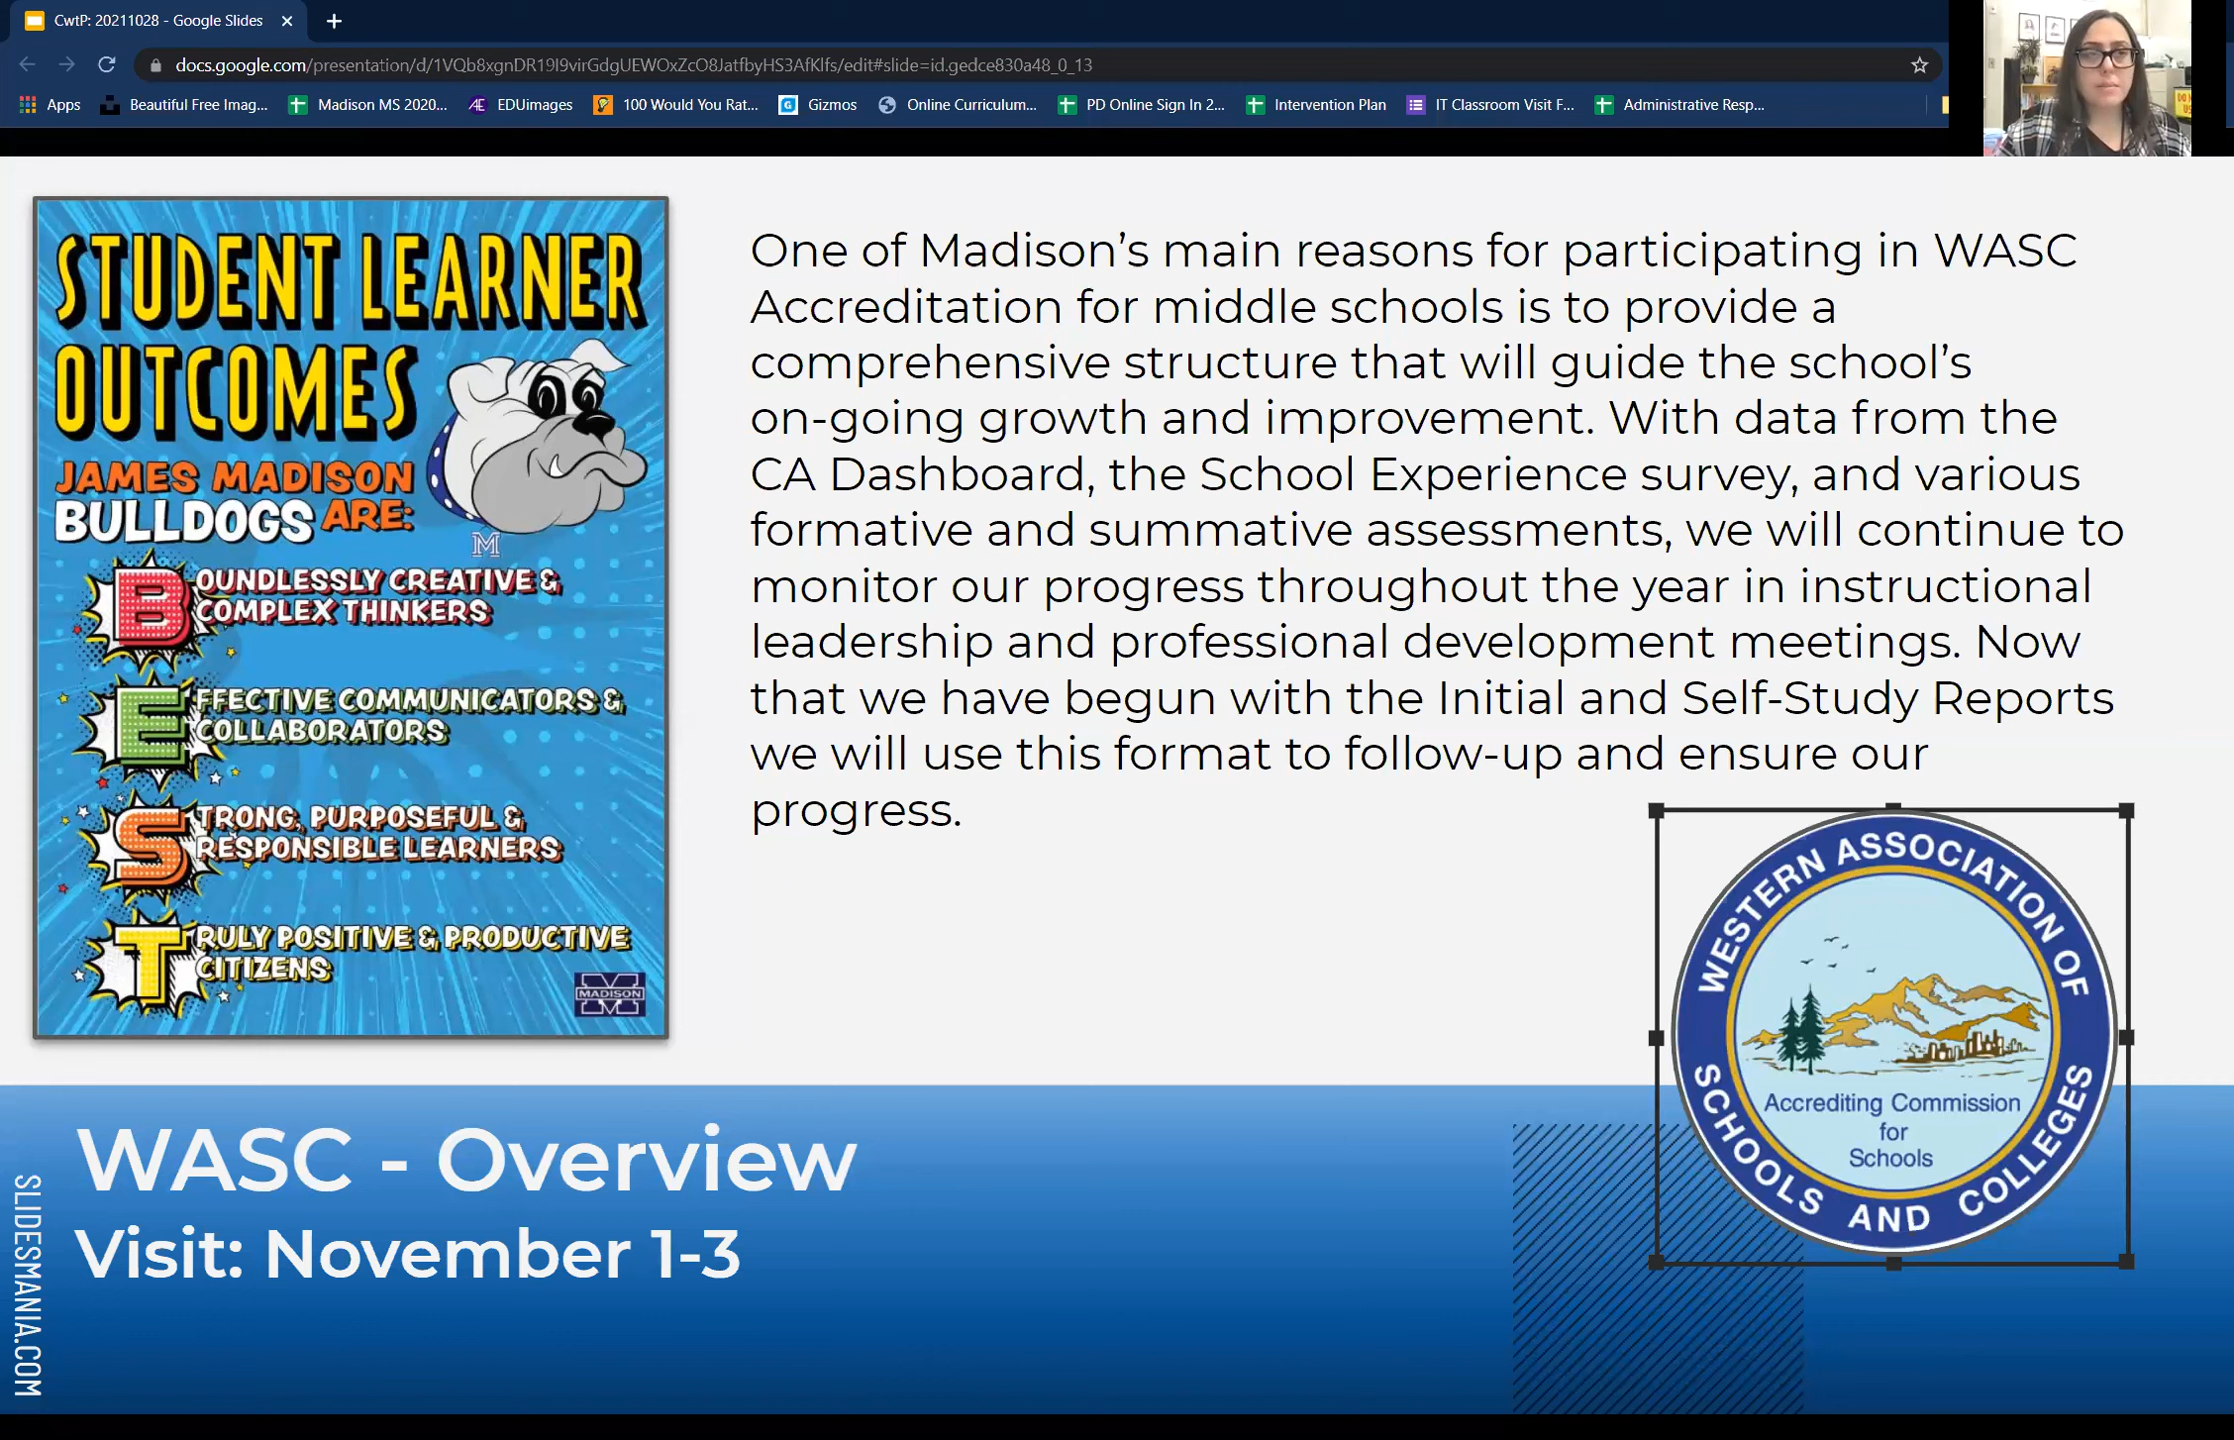 CwtP: 20211028 - Google Slides
docs.google.com/presentation/d/1VQb8xgnDR19I9virGdgUEWOxZcO8JatfbyHS3AfKlfs/edit#slide=id.gedce830a48_0_13
Apps
Beautiful Free Imag...
Madison MS 2020...
EDUimages
100 Would You Rat...
Gizmos
Online Curriculum...
PD Online Sign In 2...
Intervention Plan
IT Classroom Visit F...
Administrative Resp...
STUDENT LEARNER
OUTCOMES
JAMES MADISON
BULLDOGS ARE:
M
BOUNDLESSLY CREATIVE &
COMPLEX THINKERS
EFFECTIVE COMMUNICATORS &
COLLABORATORS
STRONG, PURPOSEFUL &
RESPONSIBLE LEARNERS
TRULY POSITIVE & PRODUCTIVE
CITIZENS
MADISON
One of Madison’s main reasons for participating in WASC
Accreditation for middle schools is to provide a
comprehensive structure that will guide the school’s
on-going growth and improvement. With data from the
CA Dashboard, the School Experience survey, and various
formative and summative assessments, we will continue to
monitor our progress throughout the year in instructional
leadership and professional development meetings. Now
that we have begun with the Initial and Self-Study Reports
we will use this format to follow-up and ensure our
progress.
WESTERN ASSOCIATION OF
SCHOOLS AND COLLEGES
Accrediting Commission
for
Schools
WASC - Overview
Visit: November 1-3
SLIDESMANIA.COM